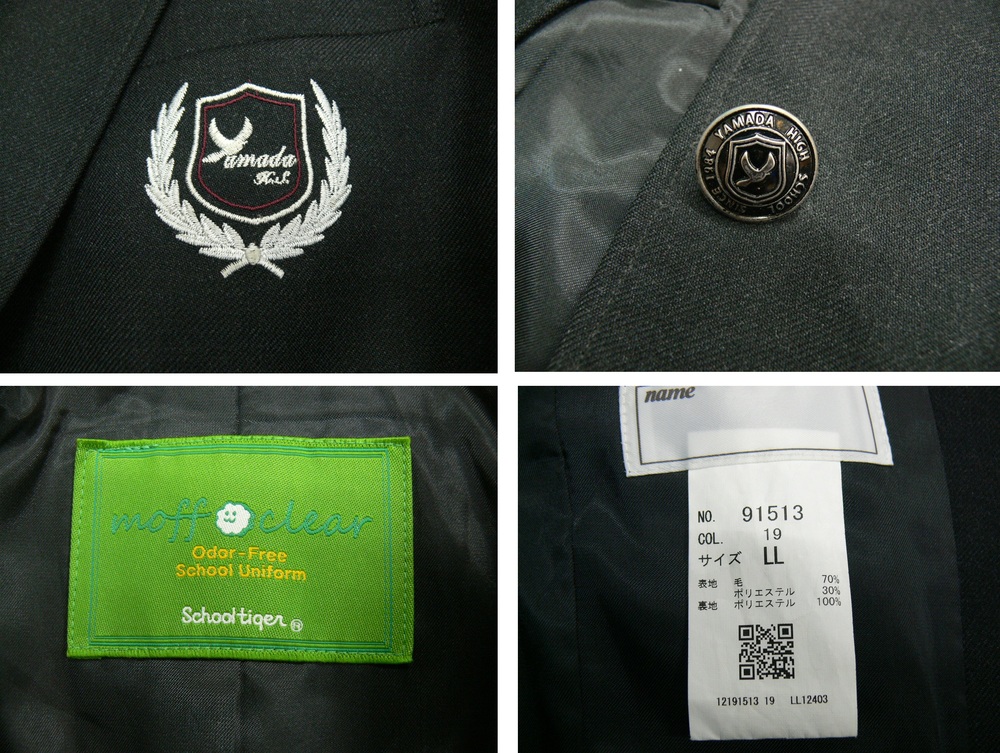 Yamada
H.S.
YAMADA HIGH SCHOOL
SINCE 1984
moff clear
Odor-Free
School Uniform
Schooltiger ®
name
NO. 91513
COL. 19
サイズ LL
表地 毛 70%
ポリエステル 30%
裏地 ポリエステル 100%
12191513 19 LL12403